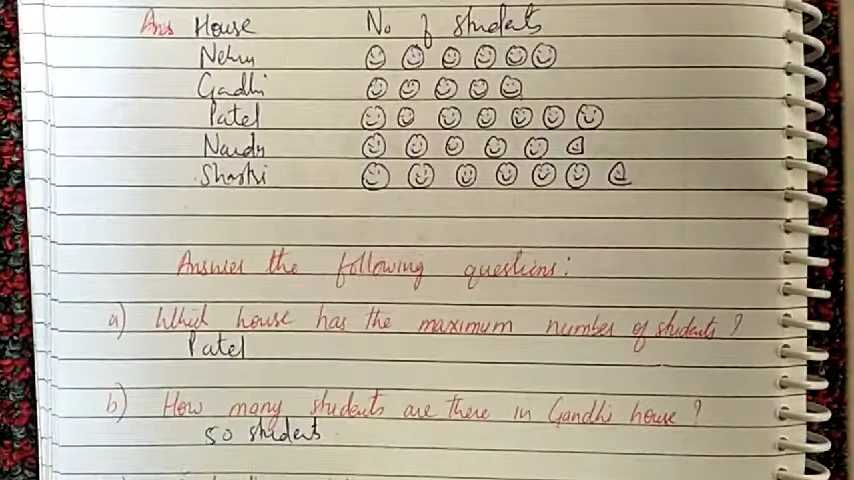 Ans House No of students
Nehru
Gadhi
Patel
Naidu
Shastri
Answer the following questions:
a) Which house has the maximum number of students?
Patel
b) How many students are there in Gandhi house?
50 students